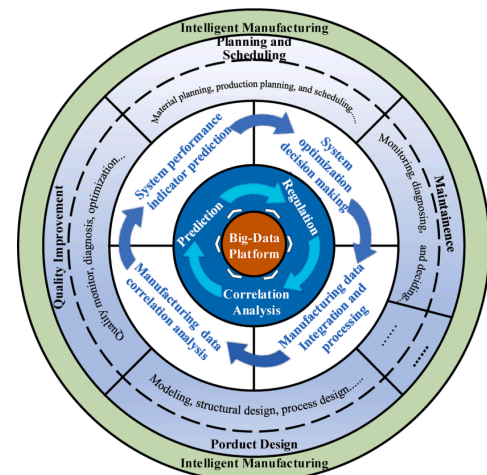 Intelligent Manufacturing
Planning and
Scheduling
Material planning, production planning, and scheduling......
System performance
indicator prediction
System
optimization
decision making
Monitoring, diagnosing, and deciding...
Maintainence
Quality Improvement
Quality monitor, diagnosis, optimization...
Prediction
Regulation
Big-Data
Platform
Correlation
Analysis
Manufacturing data
correlation analysis
Manufacturing data
Integration and
processing
......
......
Modeling, structural design, process design......
Porduct Design
Intelligent Manufacturing